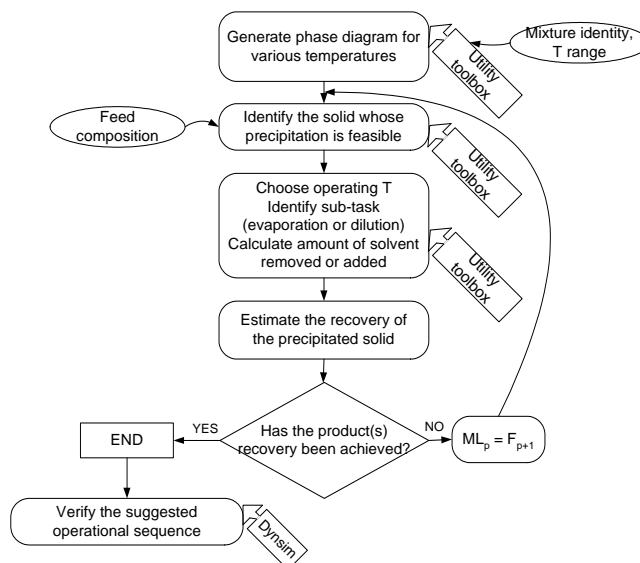 Generate phase diagram for
various temperatures
Mixture identity,
T range
Utility
toolbox
Feed
composition
Identify the solid whose
precipitation is feasible
Utility
toolbox
Choose operating T
Identify sub-task
(evaporation or dilution)
Calculate amount of solvent
removed or added
Utility
toolbox
Estimate the recovery of
the precipitated solid
Has the product(s)
recovery been achieved?
YES
NO
END
ML_p = F_{p+1}
Verify the suggested
operational sequence
Dynsim